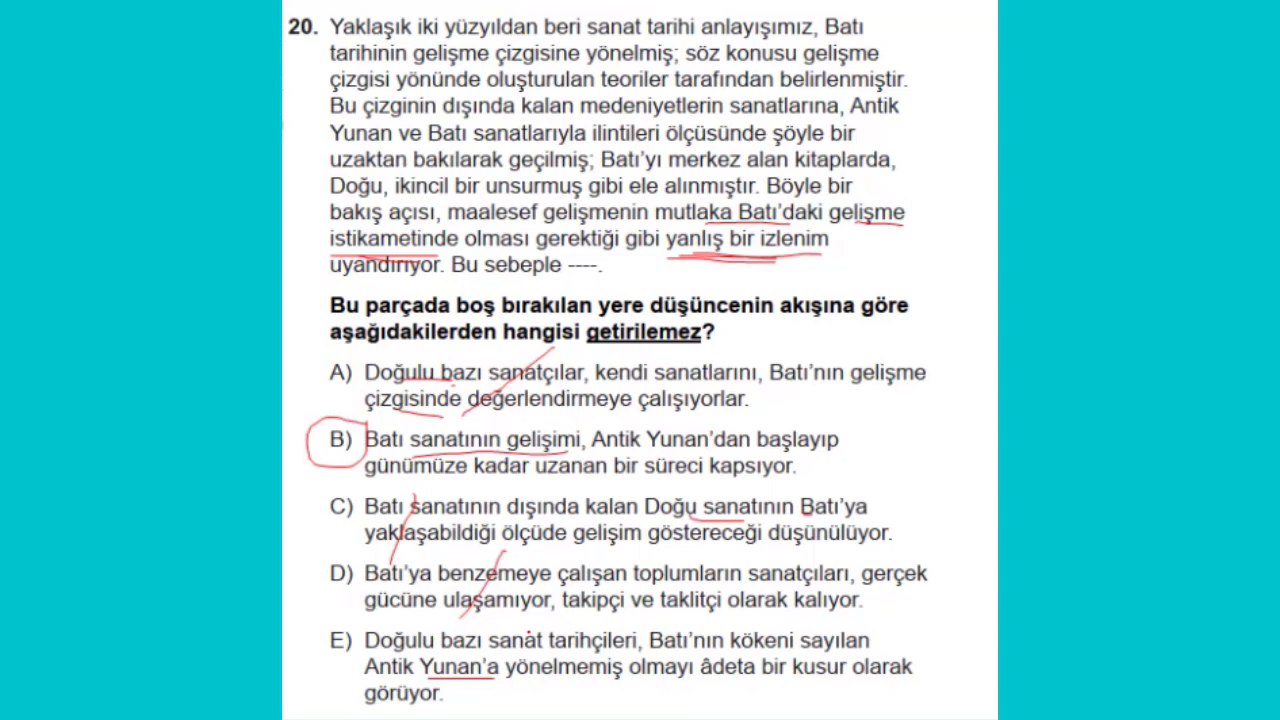 20. Yaklaşık iki yüzyıldan beri sanat tarihi anlayışımız, Batı
tarihinin gelişme çizgisine yönelmiş; söz konusu gelişme
çizgisi yönünde oluşturulan teoriler tarafından belirlenmiştir.
Bu çizginin dışında kalan medeniyetlerin sanatlarına, Antik
Yunan ve Batı sanatlarıyla ilintileri ölçüsünde şöyle bir
uzaktan bakılarak geçilmiş; Batı’yı merkez alan kitaplarda,
Doğu, ikincil bir unsurmuş gibi ele alınmıştır. Böyle bir
bakış açısı, maalesef gelişmenin mutlaka Batı’daki gelişme
istikametinde olması gerektiği gibi yanlış bir izlenim
uyandırıyor. Bu sebeple ----.
Bu parçada boş bırakılan yere düşüncenin akışına göre
aşağıdakilerden hangisi getirilemez?
A) Doğulu bazı sanatçılar, kendi sanatlarını, Batı’nın gelişme
çizgisinde değerlendirmeye çalışıyorlar.
B) Batı sanatının gelişimi, Antik Yunan’dan başlayıp
günümüze kadar uzanan bir süreci kapsıyor.
C) Batı sanatının dışında kalan Doğu sanatının Batı’ya
yaklaşabildiği ölçüde gelişim göstereceği düşünülüyor.
D) Batı’ya benzemeye çalışan toplumların sanatçıları, gerçek
gücüne ulaşamıyor, takipçi ve taklitçi olarak kalıyor.
E) Doğulu bazı sanat tarihçileri, Batı’nın kökeni sayılan
Antik Yunan’a yönelmemiş olmayı âdeta bir kusur olarak
görüyor.